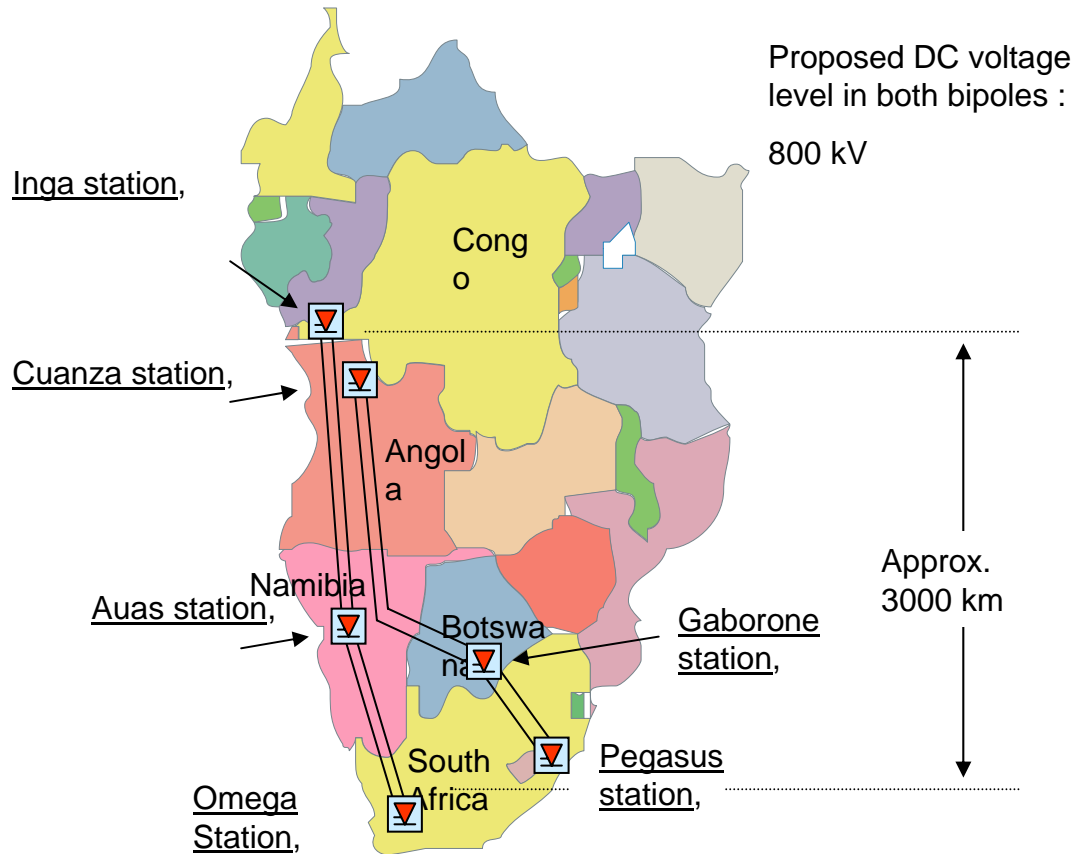 Proposed DC voltage
level in both bipoles :
800 kV
Inga station,
Cong
o
Cuanza station,
Angol
a
Approx.
3000 km
Namibia
Auas station,
Botswa
na
Gaborone
station,
South
Africa
Pegasus
station,
Omega
Station,